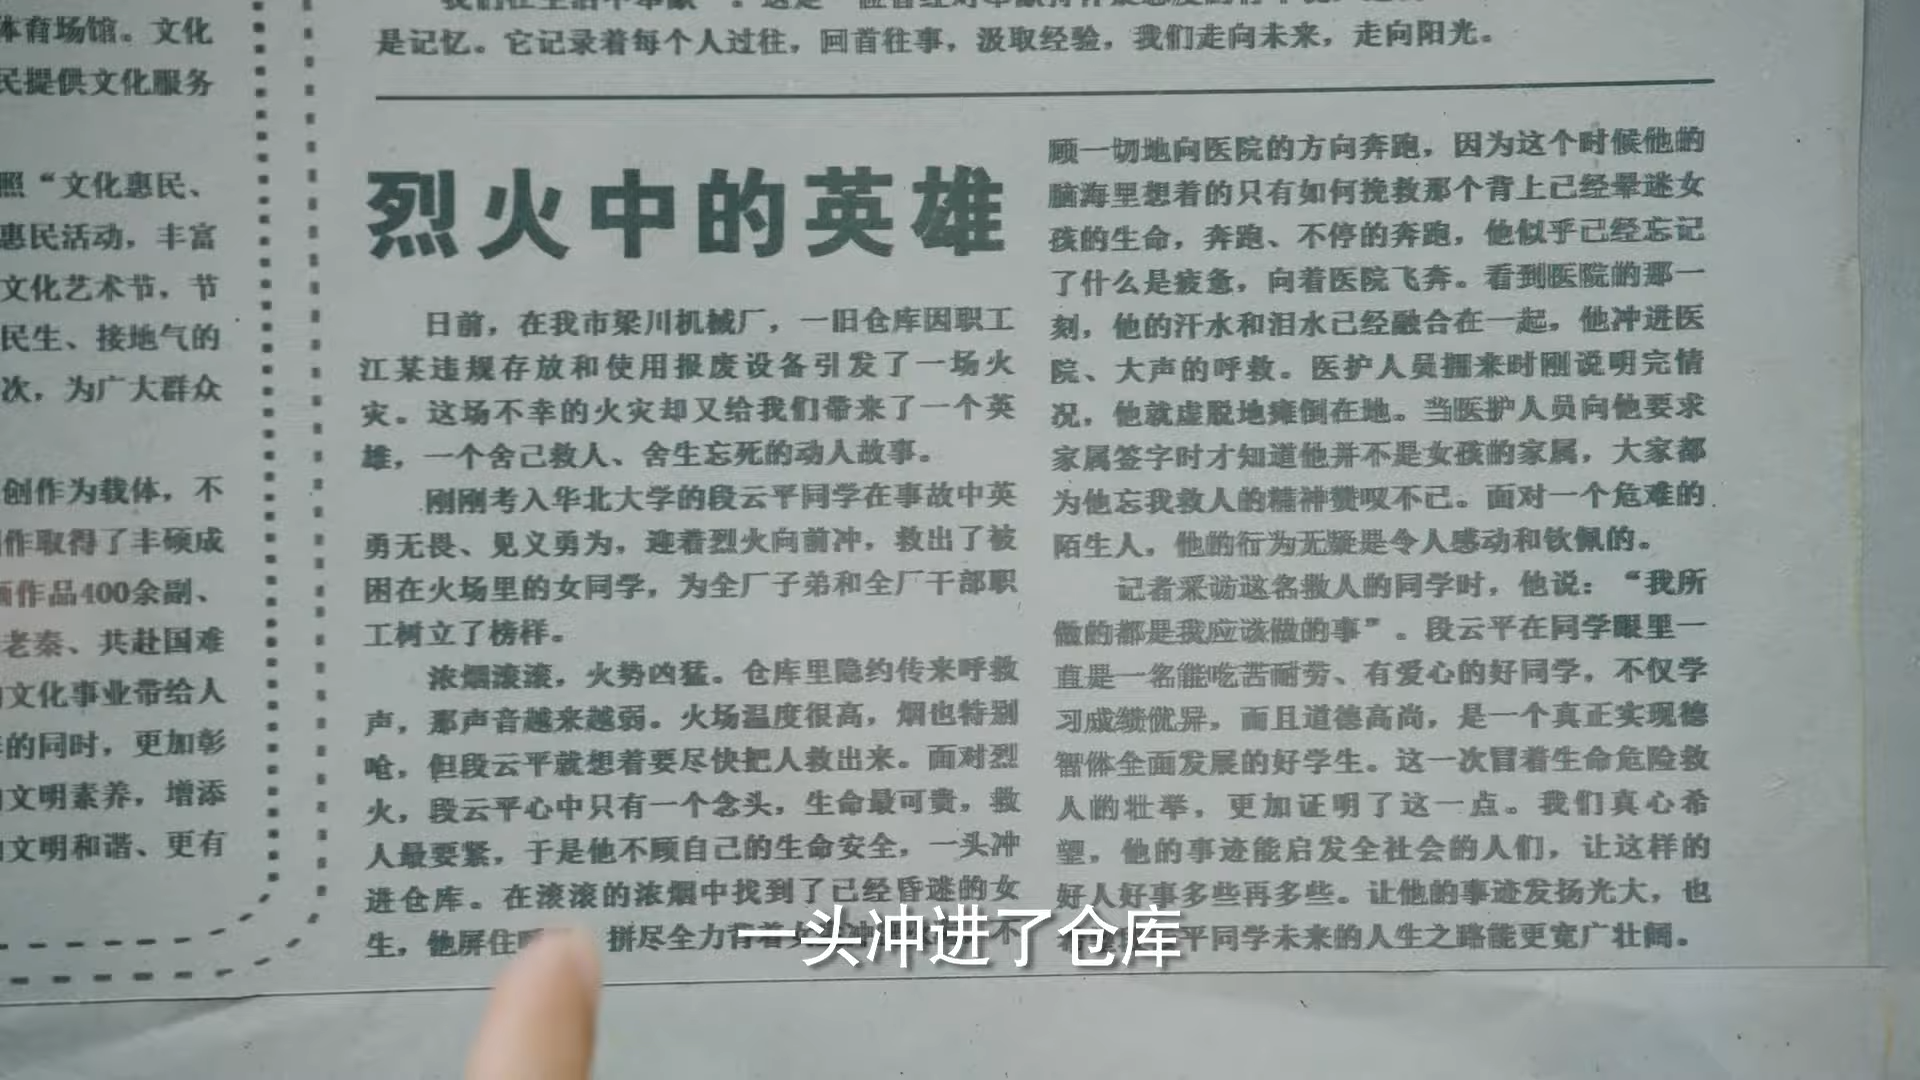 体育场馆。文化
民提供文化服务
照“文化惠民、
惠民活动，丰富
文化艺术节，节
民生、接地气的
次，为广大群众
创作为载体，不
作取得了丰硕成
作品400余副、
老秦、共赴国难
文化事业带给人
的同时，更加彰
文明素养，增添
文明和谐、更有
是记忆。它记录着每个人过往，回首往事，汲取经验，我们走向未来，走向阳光。
烈火中的英雄
日前，在我市梁川机械厂，一旧仓库因职工
江某违规存放和使用报废设备引发了一场火
灾。这场不幸的火灾却又给我们带来了一个英
雄，一个舍己救人、舍生忘死的动人故事。
刚刚考入华北大学的段云平同学在事故中英
勇无畏、见义勇为，迎着烈火向前冲，救出了被
困在火场里的女同学，为全厂子弟和全厂干部职
工树立了榜样。
浓烟滚滚，火势凶猛。仓库里隐约传来呼救
声，那声音越来越弱。火场温度很高，烟也特别
呛，但段云平就想着要尽快把人救出来。面对烈
火，段云平心中只有一个念头，生命最可贵，救
人最要紧，于是他不顾自己的生命安全，一头冲
进仓库。在滚滚的浓烟中找到了已经昏迷的女
生，他屏住 拼尽全力背着 不
顾一切地向医院的方向奔跑，因为这个时候他的
脑海里想着的只有如何挽救那个背上已经晕迷女
孩的生命，奔跑、不停的奔跑，他似乎已经忘记
了什么是疲惫，向着医院飞奔。看到医院的那一
刻，他的汗水和泪水已经融合在一起，他冲进医
院、大声的呼救。医护人员拥来时刚说明完情
况，他就虚脱地瘫倒在地。当医护人员向他要求
家属签字时才知道他并不是女孩的家属，大家都
为他忘我救人的精神赞叹不已。面对一个危难的
陌生人，他的行为无疑是令人感动和钦佩的。
记者采访这名救人的同学时，他说：“我所
做的都是我应该做的事”。段云平在同学眼里一
直是一名能吃苦耐劳、有爱心的好同学，不仅学
习成绩优异，而且道德高尚，是一个真正实现德
智体全面发展的好学生。这一次冒着生命危险救
人的壮举，更加证明了这一点。我们真心希
望，他的事迹能启发全社会的人们，让这样的
好人好事多些再多些。让他的事迹发扬光大，也
平同学未来的人生之路能更宽广壮阔。
一头冲进了仓库